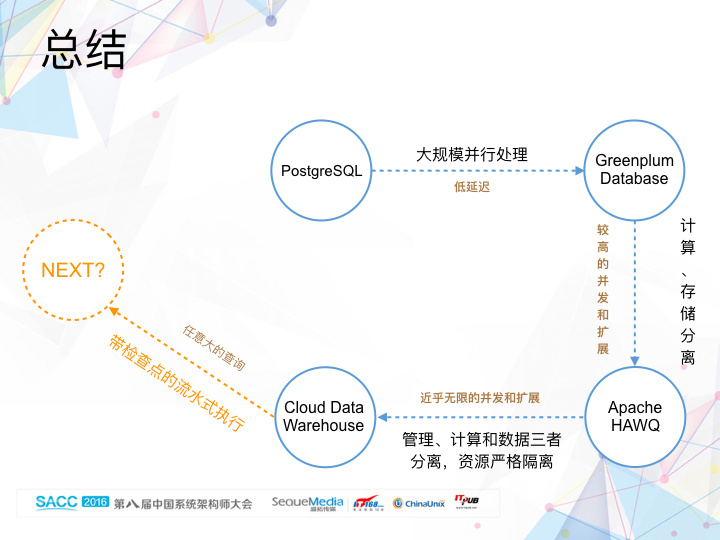 总结
PostgreSQL
大规模并行处理
低延迟
Greenplum
Database
较高的并发和扩展
计算、存储分离
Apache
HAWQ
近乎无限的并发和扩展
管理、计算和数据三者
分离，资源严格隔离
Cloud Data
Warehouse
任意大的查询
带检查点的流水式执行
NEXT?
SACC 2016 第八届中国系统架构师大会
SequeMedia
盛拓传媒
IT168.com
ChinaUnix
ITPUB